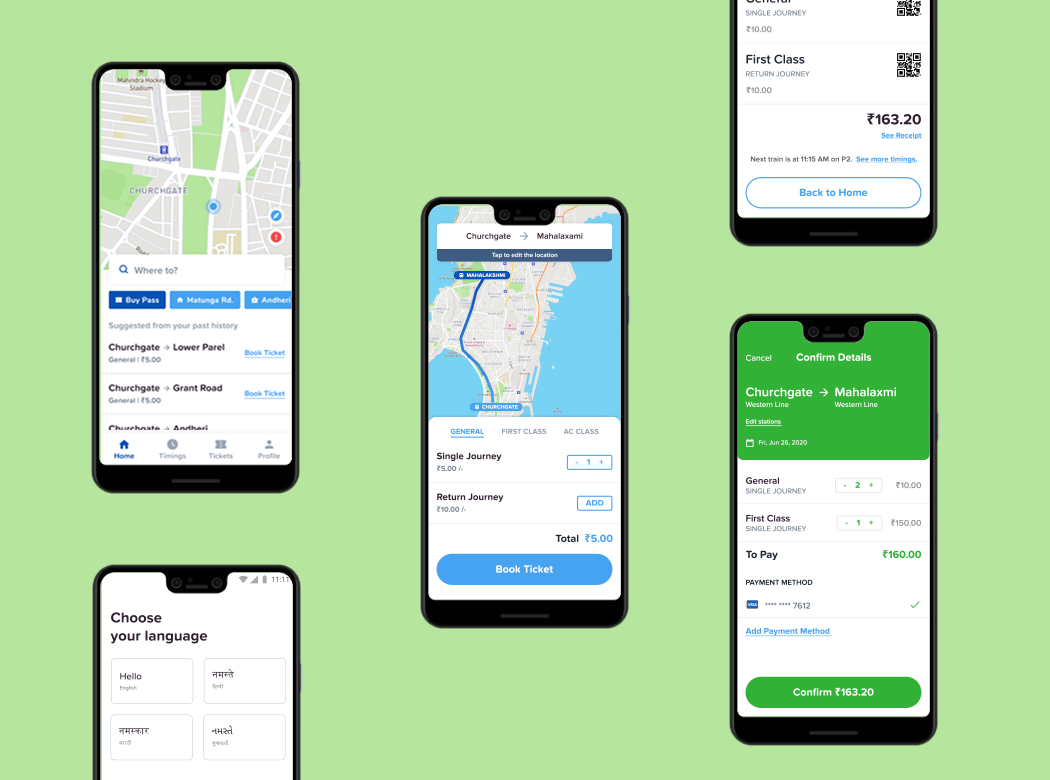 Mahindra Hockey
Stadium
Churchgate
CHURCHGATE
Where to?
Buy Pass
Matunga Rd.
Andheri
Suggested from your past history
Churchgate → Lower Parel
General | ₹5.00
Book Ticket
Churchgate → Grant Road
General | ₹5.00
Book Ticket
Churchgate → Andheri
Home
Timings
Tickets
Profile
11:11
Choose
your language
Hello
English
नमस्ते
हिन्दी
नमस्कार
मराठी
નમસ્તે
ગુજરાતી
Churchgate → Mahalaxami
Tap to edit the location
MAHALAKSHMI
CHURCHGATE
GENERAL
FIRST CLASS
AC CLASS
Single Journey
₹5.00 /-
- 1 +
Return Journey
₹10.00 /-
ADD
Total ₹5.00
Book Ticket
General
SINGLE JOURNEY
₹10.00
First Class
RETURN JOURNEY
₹10.00
₹163.20
See Receipt
Next train is at 11:15 AM on P2. See more timings.
Back to Home
Cancel
Confirm Details
Churchgate → Mahalaxmi
Western Line
Western Line
Edit stations
Fri, Jun 26, 2020
General
SINGLE JOURNEY
- 2 +
₹10.00
First Class
SINGLE JOURNEY
- 1 +
₹150.00
To Pay
₹160.00
PAYMENT METHOD
VISA
**** **** 7612
Add Payment Method
Confirm ₹163.20